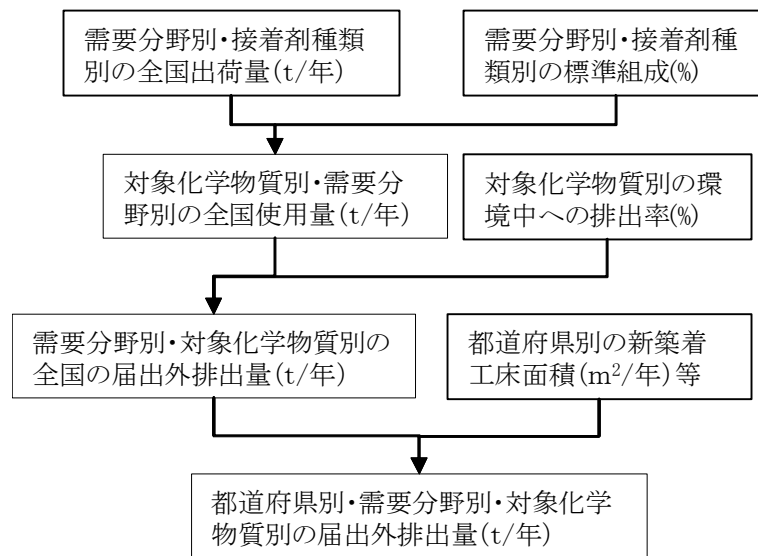 需要分野別・接着剤種類
別の全国出荷量(t/年)
需要分野別・接着剤種
類別の標準組成(%)
対象化学物質別・需要分
野別の全国使用量(t/年)
対象化学物質別の環
境中への排出率(%)
需要分野別・対象化学物質別の
全国の届出外排出量(t/年)
都道府県別の新築着
工床面積(m²/年)等
都道府県別・需要分野別・対象化学
物質別の届出外排出量(t/年)